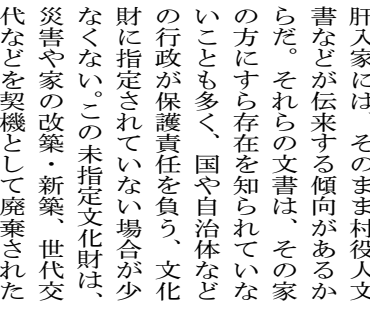 肝入家には、そのまま村役人文
書などが伝来する傾向があるか
らだ。それらの文書は、その家
の方にすら存在を知られていな
いことも多く、国や自治体など
の行政が保護責任を負う、文化
財に指定されていない場合が少
なくない。この未指定文化財は、
災害や家の改築・新築、世代交
代などを契機として廃棄された